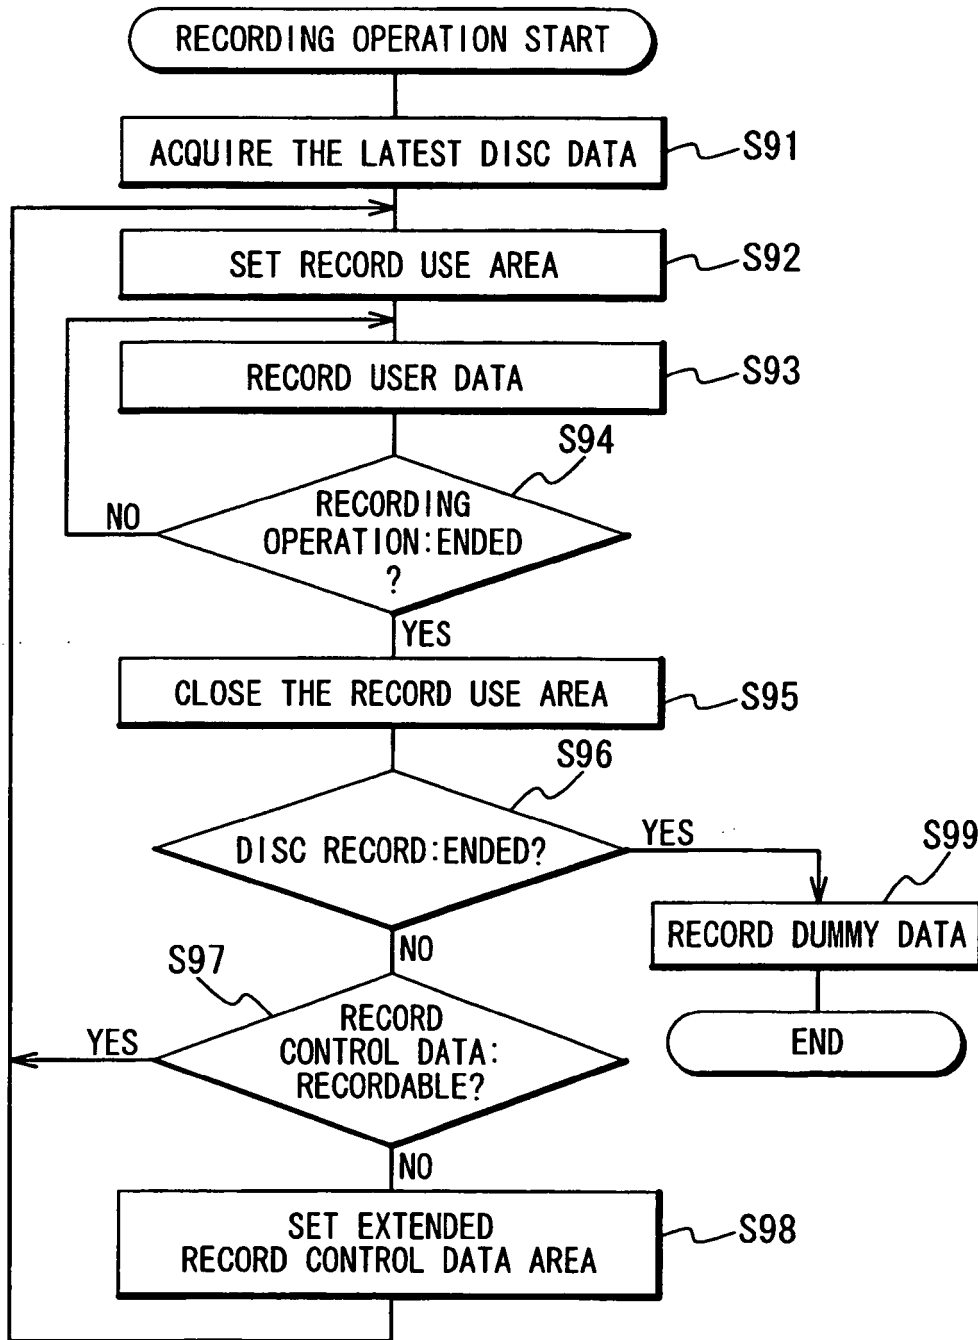 RECORDING OPERATION START
ACQUIRE THE LATEST DISC DATA
S91
SET RECORD USE AREA
S92
RECORD USER DATA
S93
S94
RECORDING
OPERATION:ENDED
?
NO
YES
CLOSE THE RECORD USE AREA
S95
S96
DISC RECORD:ENDED?
YES
S99
RECORD DUMMY DATA
END
NO
S97
RECORD
CONTROL DATA:
RECORDABLE?
YES
NO
SET EXTENDED
RECORD CONTROL DATA AREA
S98